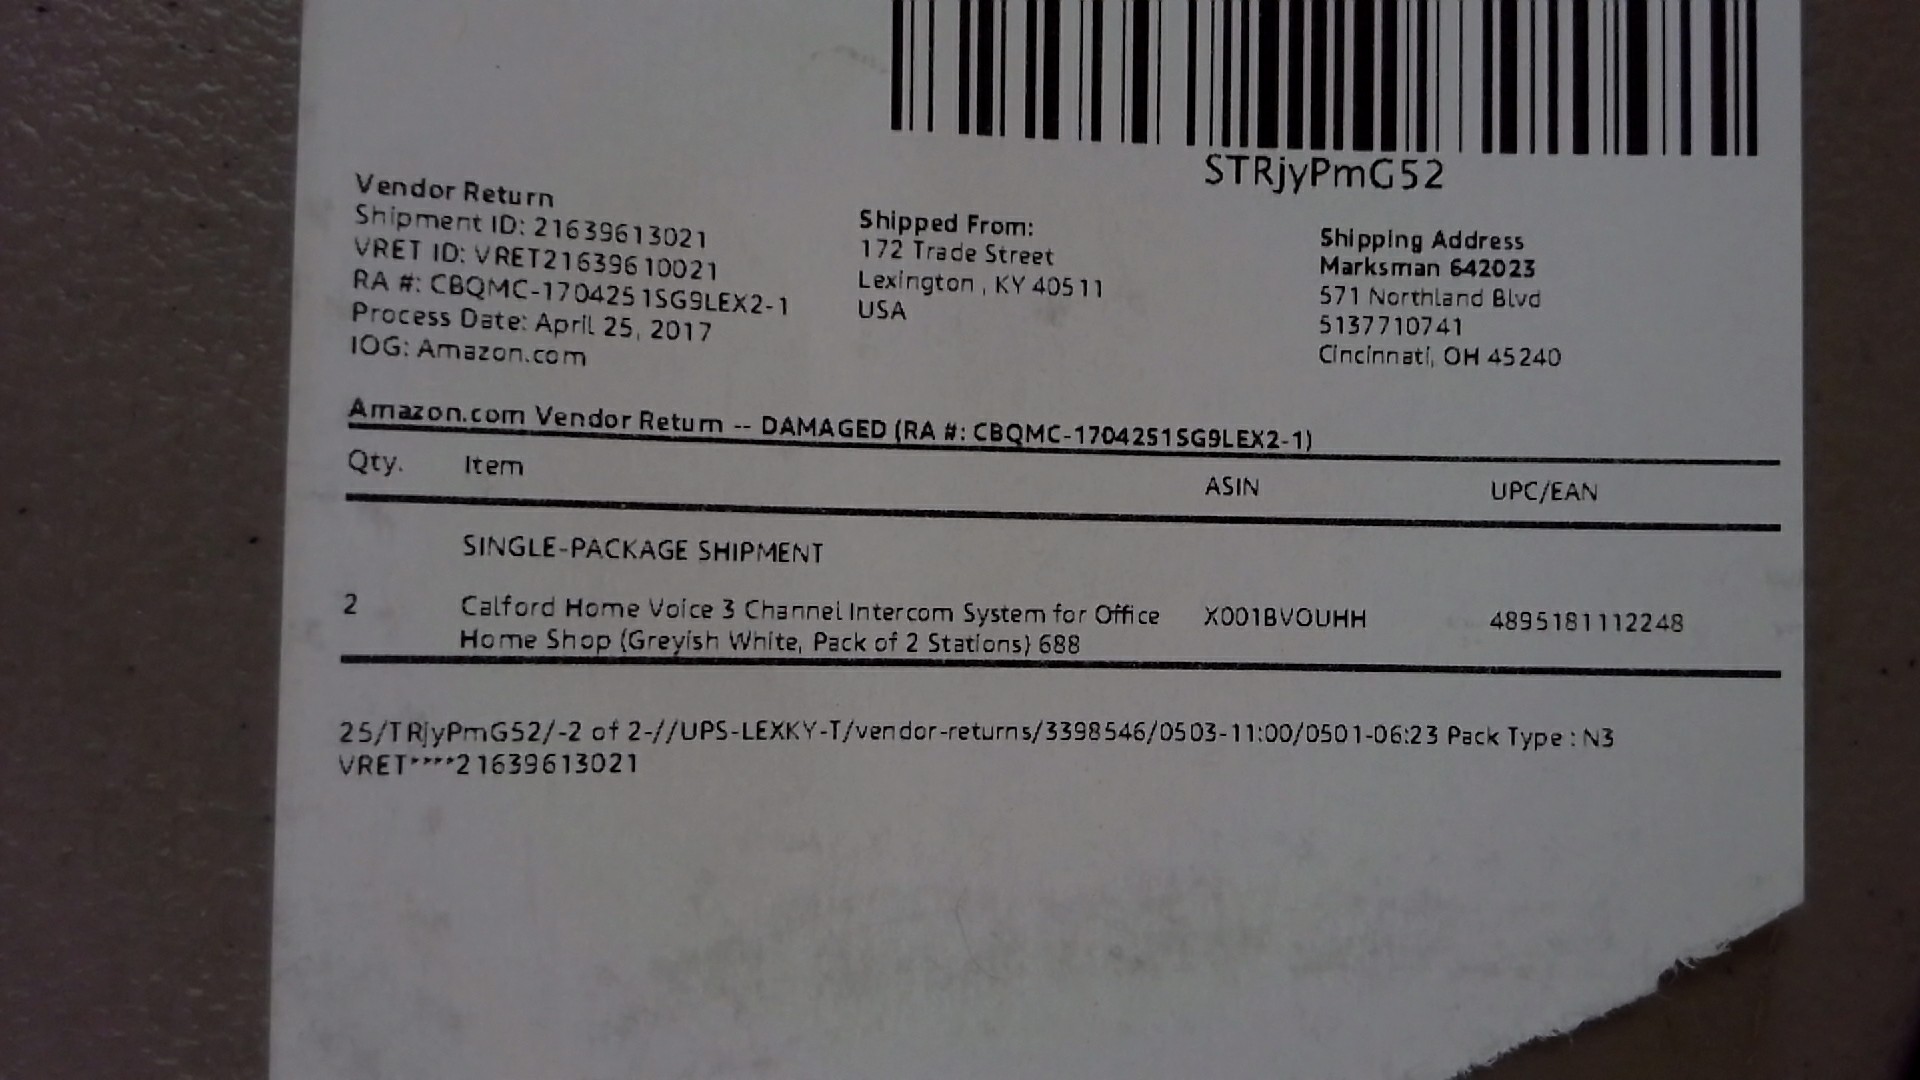 STRjyPmG52
Vendor Return
Shipment ID: 21639613021
VRET ID: VRET21639610021
RA #: CBQMC-1704251SG9LEX2-1
Process Date: April 25, 2017
IOG: Amazon.com
Shipped From:
172 Trade Street
Lexington, KY 40511
USA
Shipping Address
Marksman 642023
571 Northland Blvd
5137710741
Cincinnati, OH 45240
Amazon.com Vendor Return -- DAMAGED (RA #: CBQMC-1704251SG9LEX2-1)
Qty. Item ASIN UPC/EAN
SINGLE-PACKAGE SHIPMENT
2 Calford Home Voice 3 Channel Intercom System for Office X001BVOUHH 4895181112248
Home Shop (Greyish White, Pack of 2 Stations) 688
25/TRjyPmG52/-2 of 2-//UPS-LEXKY-T/vendor-returns/3398546/0503-11:00/0501-06:23 Pack Type : N3
VRET****21639613021